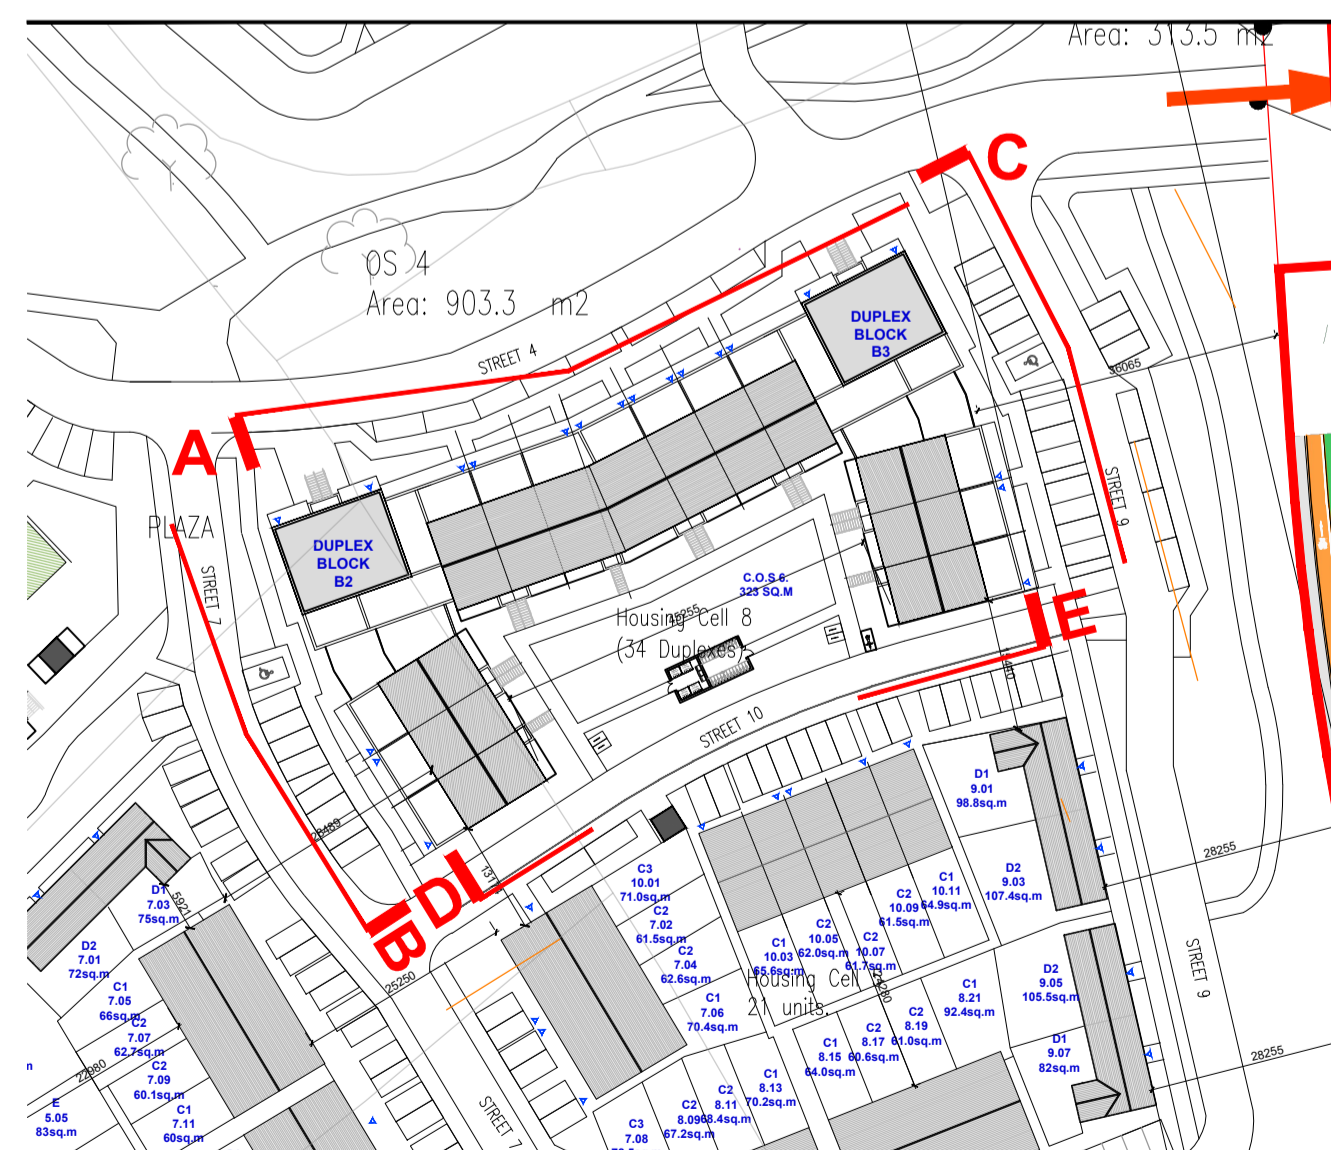 Area: 313.5 m2
C
OS 4
Area: 903.3 m2
STREET 4
DUPLEX
BLOCK
B3
36065
A
PLAZA
STREET 7
DUPLEX
BLOCK
B2
STREET 9
C.O.S 6.
323 SQ.M
Housing Cell 8
(34 Duplexes)
E
STREET 10
D1
9.01
98.8sq.m
28489
D
B
28255
D2
9.03
107.4sq.m
C3
10.01
71.0sq.m
C2
7.02
61.5sq.m
C2
7.04
62.6sq.m
C1
7.06
70.4sq.m
C1
10.03
65.6sq.m
C2
10.05
62.0sq.m
C2
10.07
61.7sq.m
C2
10.09
61.5sq.m
C1
10.11
64.9sq.m
D1
7.03
75sq.m
5921
D2
7.01
72sq.m
C1
7.05
66sq.m
C2
7.07
62.7sq.m
C2
7.09
60.1sq.m
C1
7.11
60sq.m
22980
E
5.05
83sq.m
25250
Housing Cell
21 units.
24280
D2
9.05
105.5sq.m
STREET 9
C1
8.21
92.4sq.m
C2
8.19
61.0sq.m
C2
8.17
60.6sq.m
C1
8.15
64.0sq.m
C1
8.13
70.2sq.m
C2
8.11
68.4sq.m
C2
8.09
67.2sq.m
C3
7.08
D1
9.07
82sq.m
28255
STREET 7